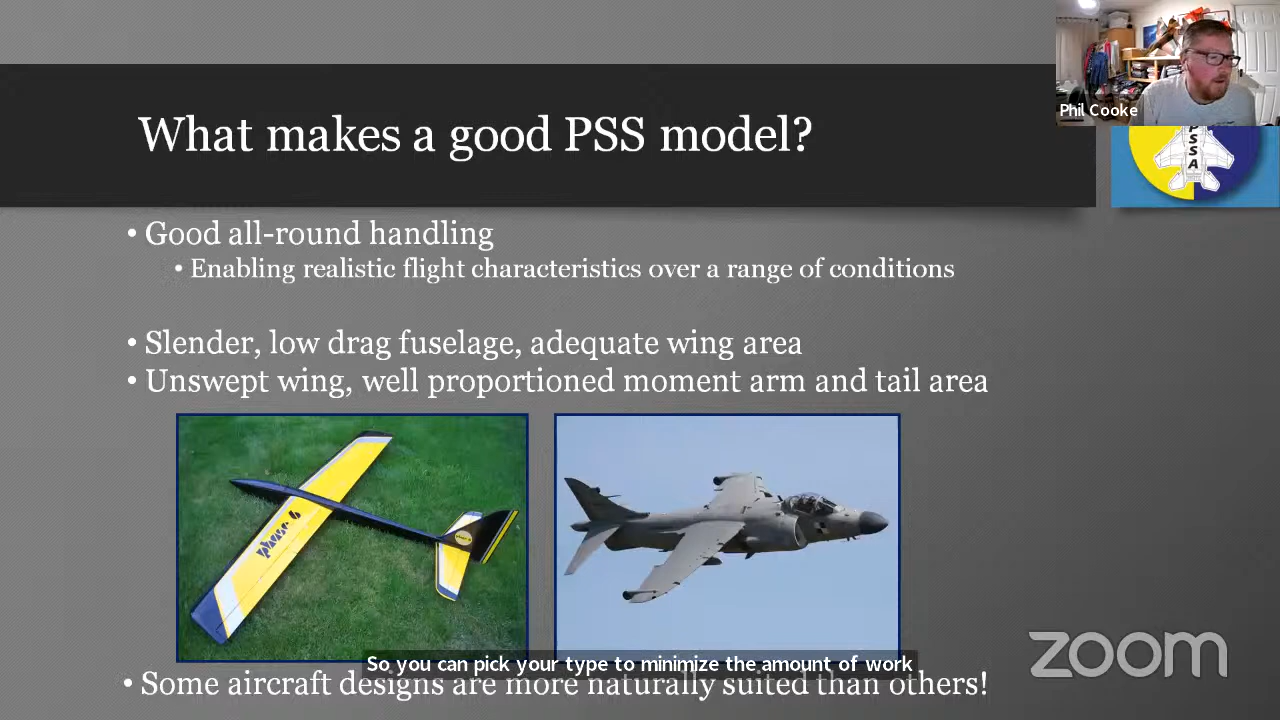 Phil Cooke
PSSA
What makes a good PSS model?
• Good all-round handling
• Enabling realistic flight characteristics over a range of conditions
• Slender, low drag fuselage, adequate wing area
• Unswept wing, well proportioned moment arm and tail area
phase 6
So you can pick your type to minimize the amount of work
• Some aircraft designs are more naturally suited than others!
zoom